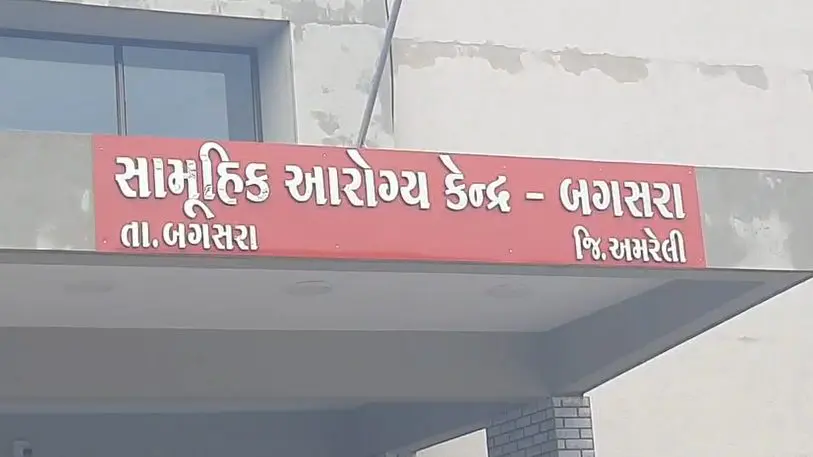 સામૂહિક આરોગ્ય કેન્દ્ર - બગસરા
તા.બગસરા જિ.અમરેલી